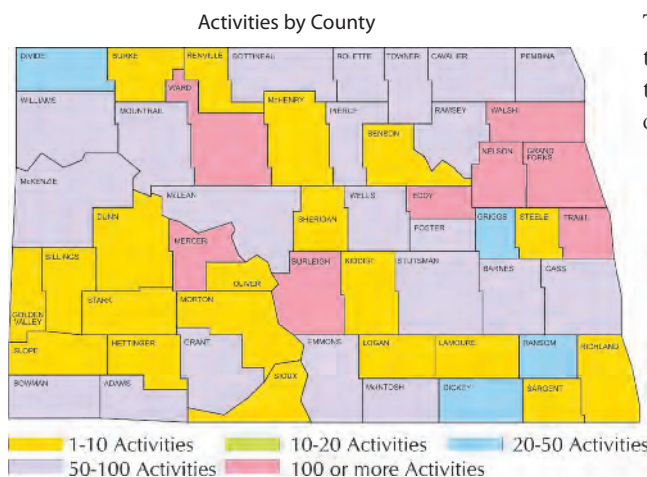 Activities by County
DIVIDE BURKE RENVILLE BOTTINEAU ROLETTE TOWNER CAVALIER PEMBINA
WARD
WILLIAMS MOUNTRAIL McHENRY PIERCE RAMSEY WALSH
BENSON
NELSON GRAND FORKS
McKENZIE McLEAN WELLS EDDY
DUNN SHERIDAN GRIGGS STEELE TRAILL
FOSTER
MERCER
BILLINGS BURLEIGH KIDDER STUTSMAN BARNES CASS
OLIVER
STARK MORTON
GOLDEN VALLEY
SLOPE HETTINGER GRANT EMMONS LOGAN LAMOURE RANSOM RICHLAND
SIOUX
BOWMAN ADAMS McINTOSH DICKEY SARGENT
1-10 Activities 10-20 Activities 20-50 Activities
50-100 Activities 100 or more Activities